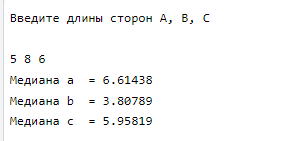 Введите длины сторон A, B, C
5 8 6
Медиана a = 6.61438
Медиана b = 3.80789
Медиана c = 5.95819